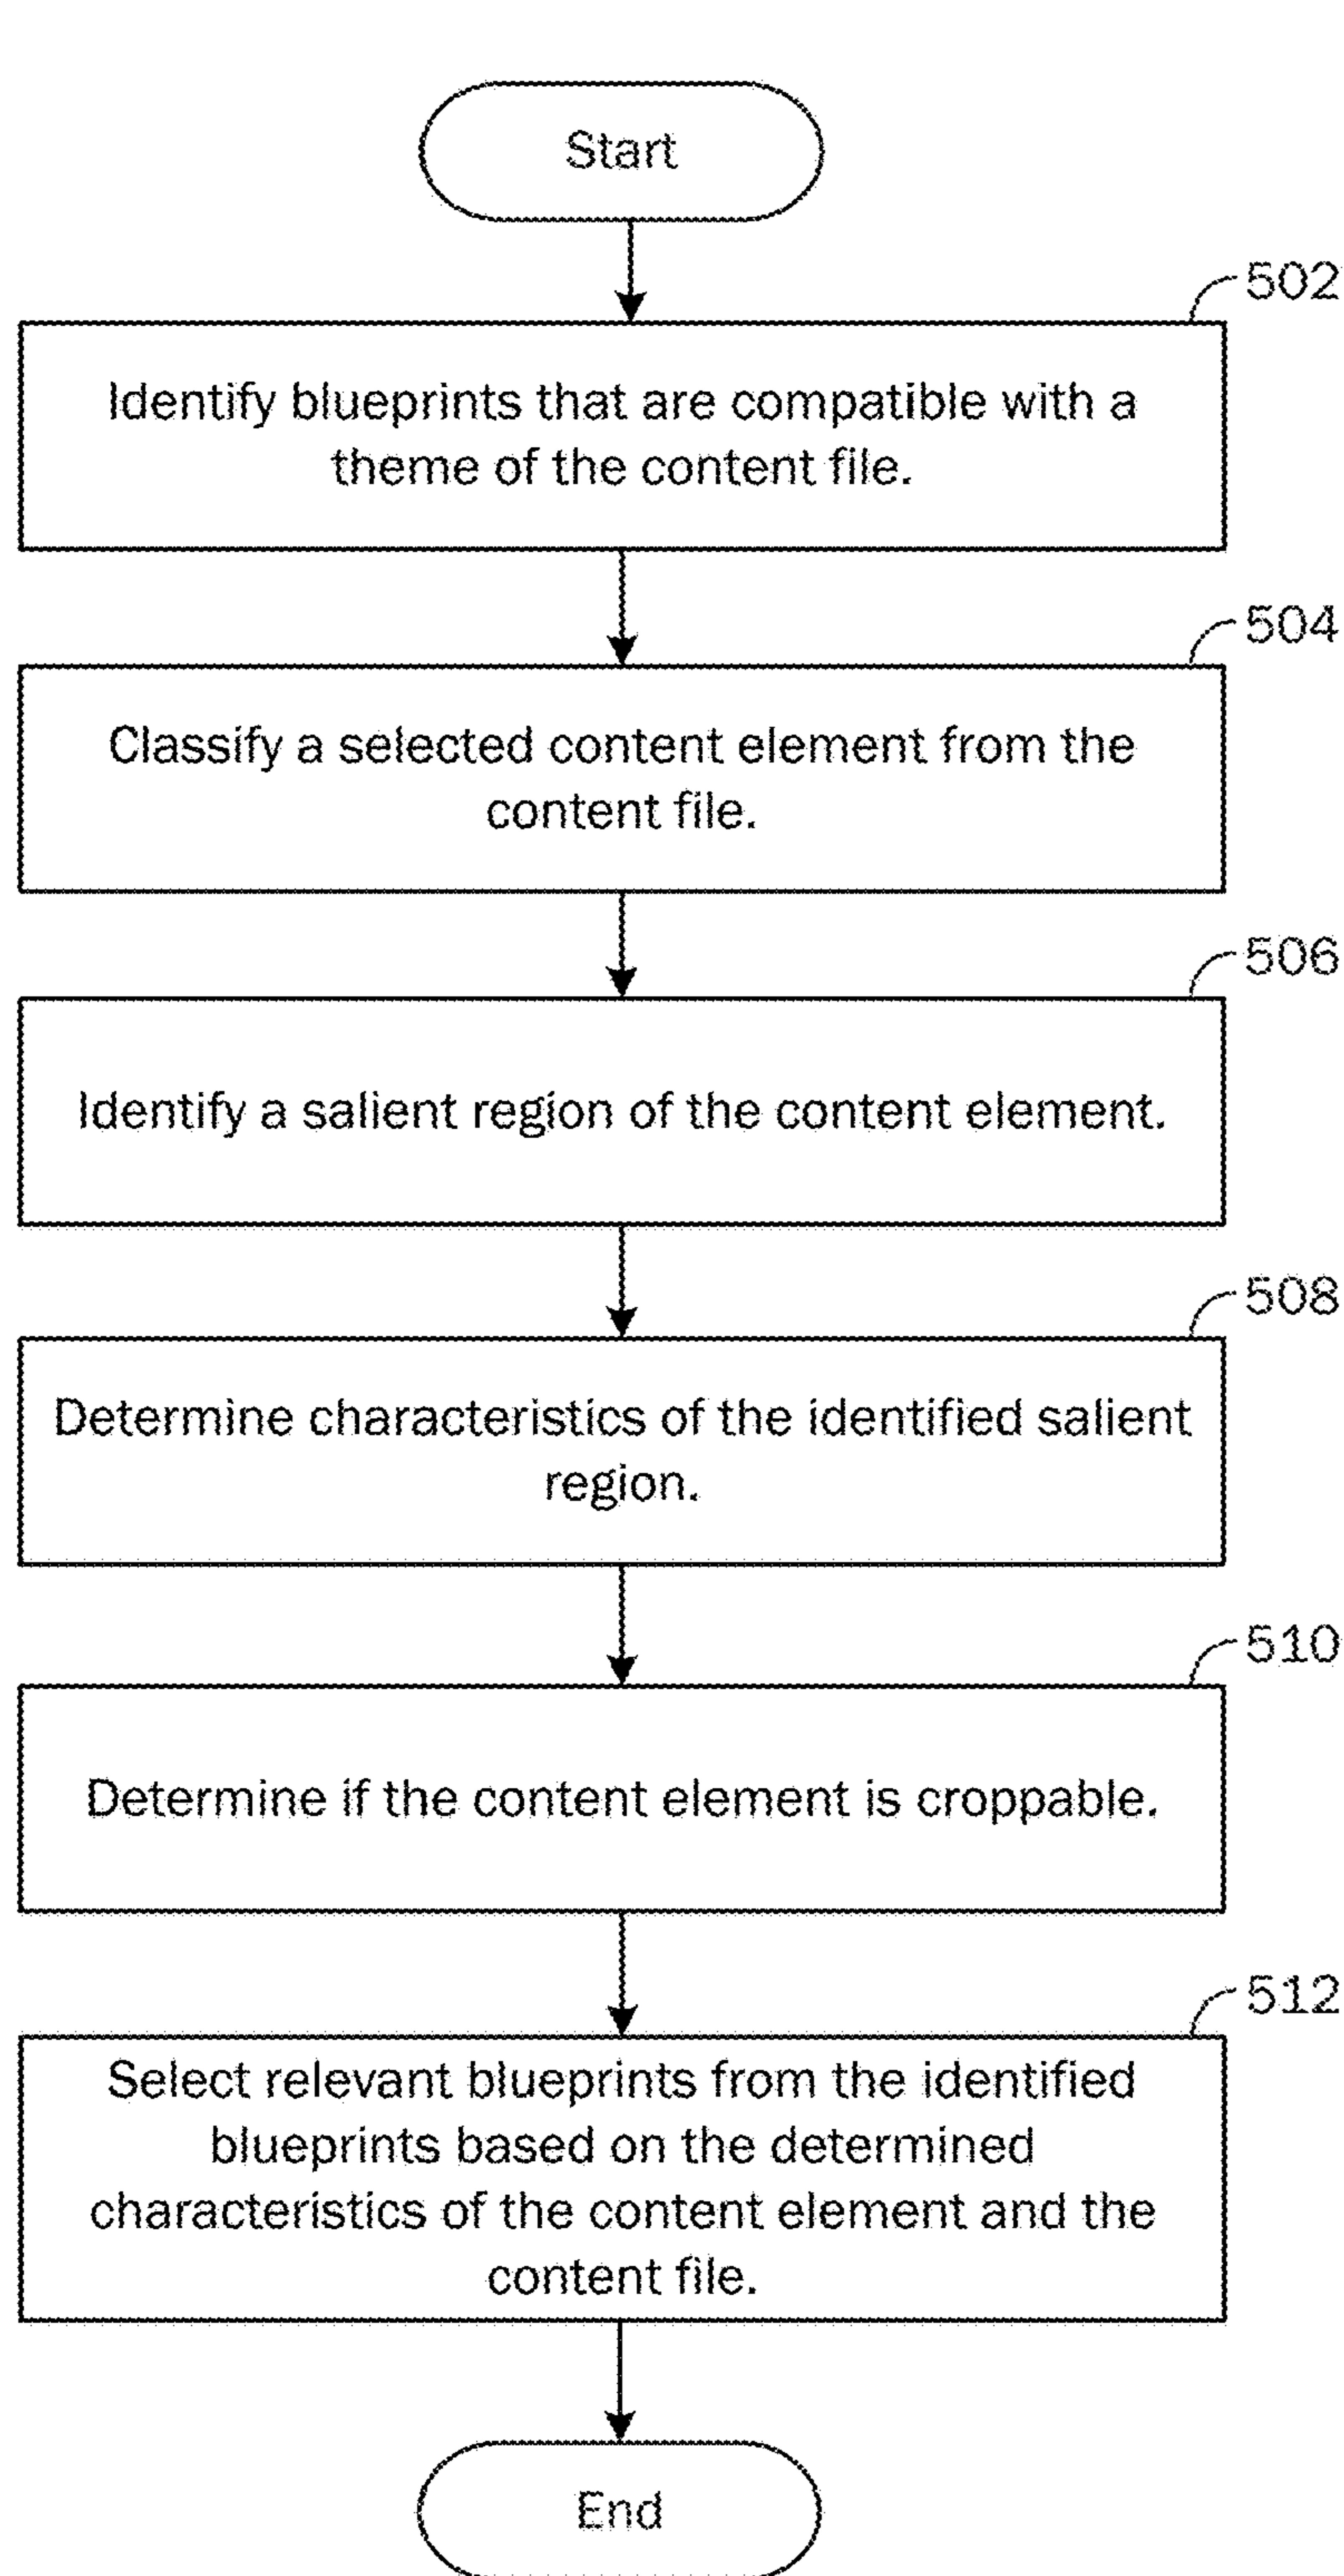 Start
502
Identify blueprints that are compatible with a
theme of the content file.
504
Classify a selected content element from the
content file.
506
Identify a salient region of the content element.
508
Determine characteristics of the identified salient
region.
510
Determine if the content element is croppable.
512
Select relevant blueprints from the identified
blueprints based on the determined
characteristics of the content element and the
content file.
End